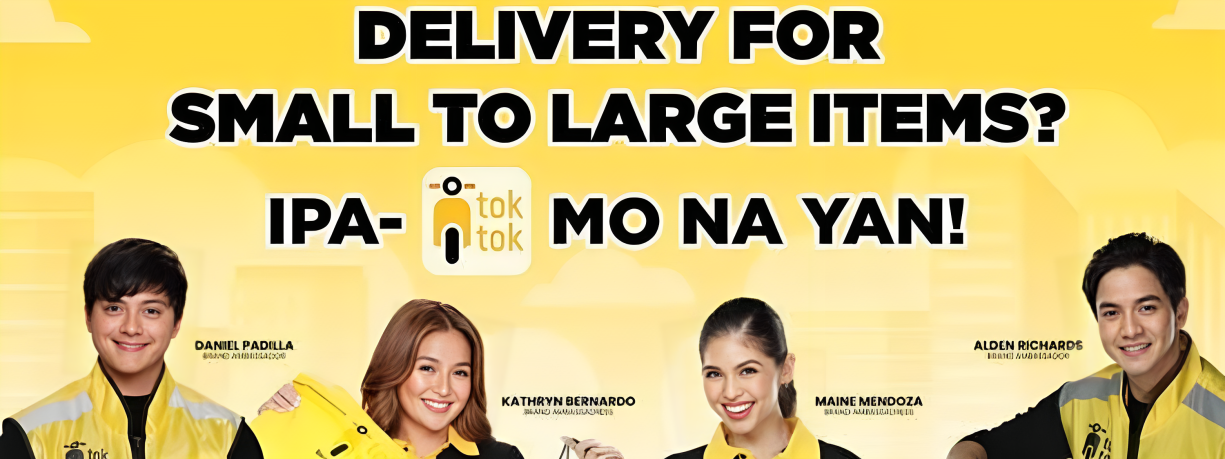 DELIVERY FOR
SMALL TO LARGE ITEMS?
IPA- tok tok MO NA YAN!
DANIEL PADILLA
KATHRYN BERNARDO
MAINE MENDOZA
ALDEN RICHARDS
tok